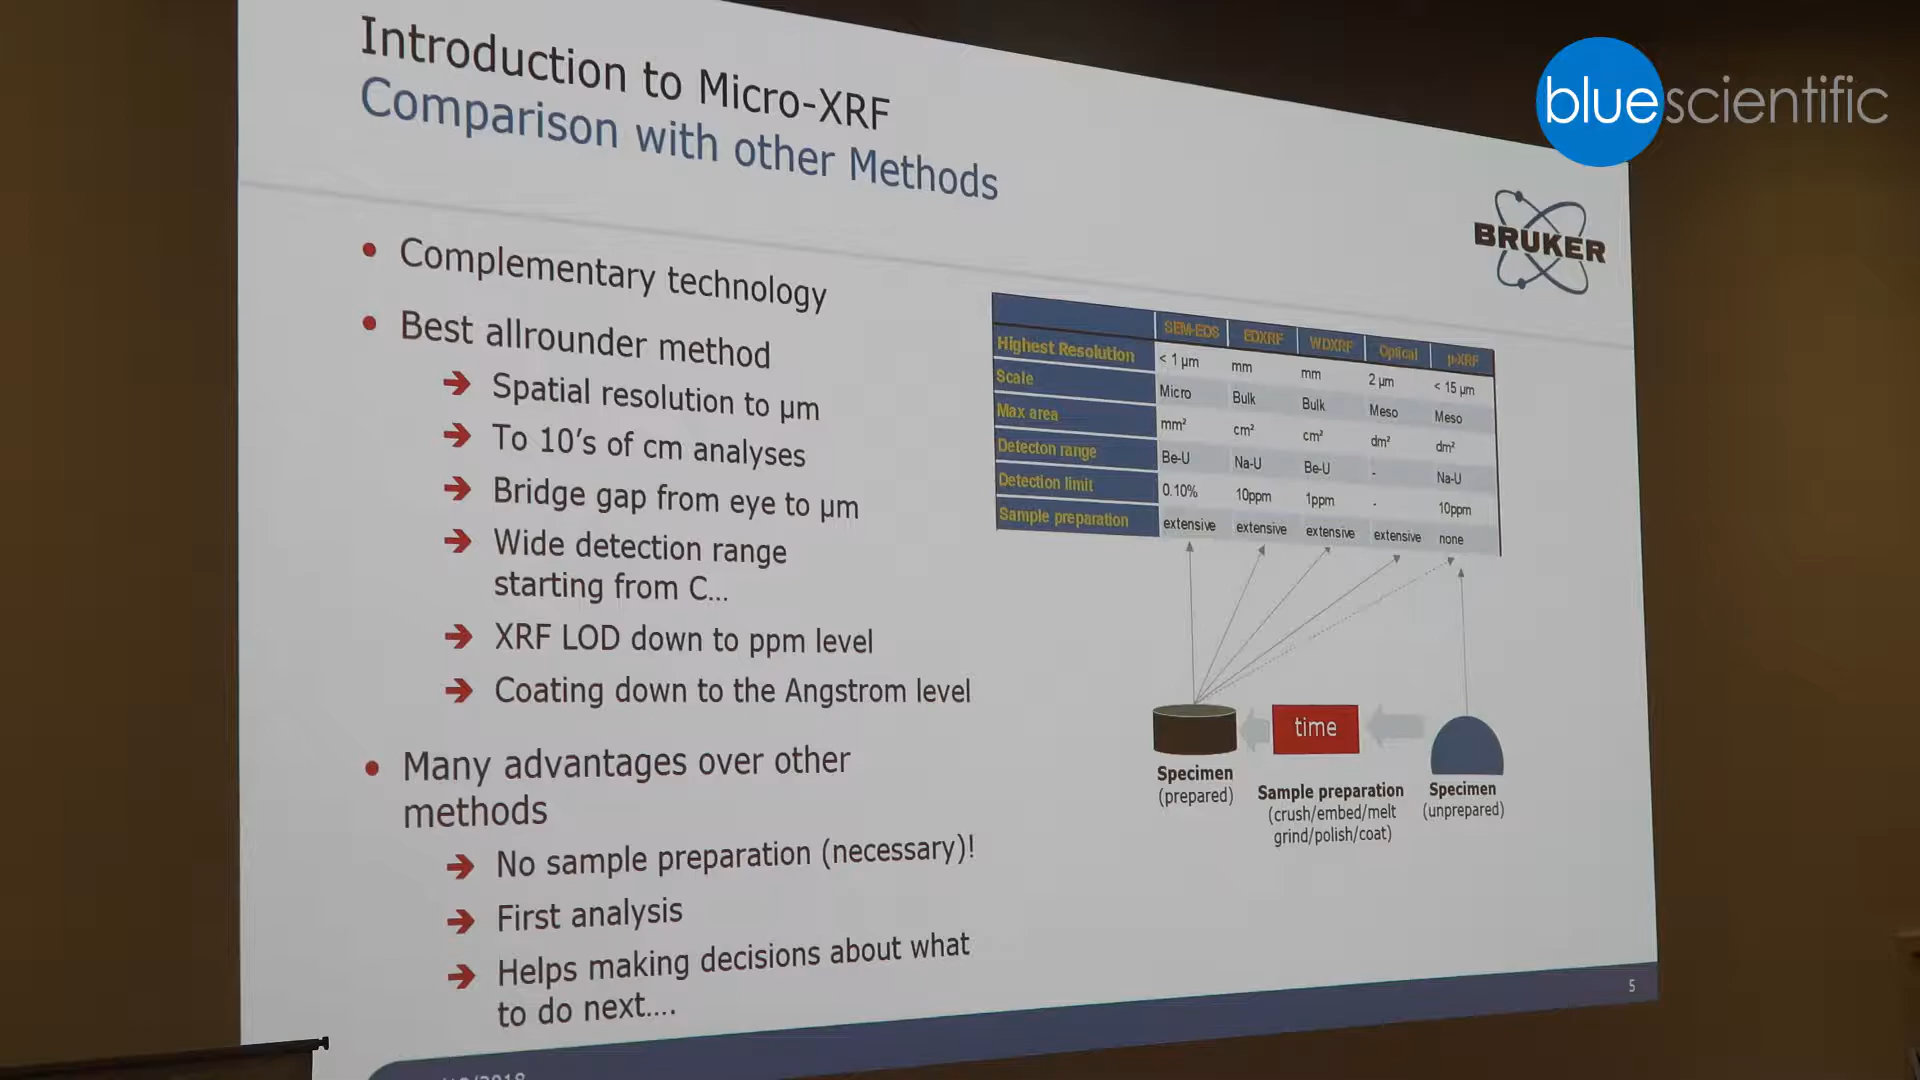 Introduction to Micro-XRF
Comparison with other Methods
bluescientific
BRUKER
• Complementary technology
• Best allrounder method
➔ Spatial resolution to µm
➔ To 10's of cm analyses
➔ Bridge gap from eye to µm
➔ Wide detection range
starting from C...
➔ XRF LOD down to ppm level
➔ Coating down to the Angstrom level
• Many advantages over other
methods
➔ No sample preparation (necessary)!
➔ First analysis
➔ Helps making decisions about what
to do next....
SEM-EDS EDXRF WDXRF Optical µ-XRF
Highest Resolution < 1 µm mm mm 2 µm < 15 µm
Scale Micro Bulk Bulk Meso Meso
Max area mm² cm² cm² dm² dm²
Detecton range Be-U Na-U Be-U - Na-U
Detection limit 0.10% 10ppm 1ppm - 10ppm
Sample preparation extensive extensive extensive extensive none
time
Specimen
(prepared)
Sample preparation
(crush/embed/melt
grind/polish/coat)
Specimen
(unprepared)
5
/2018